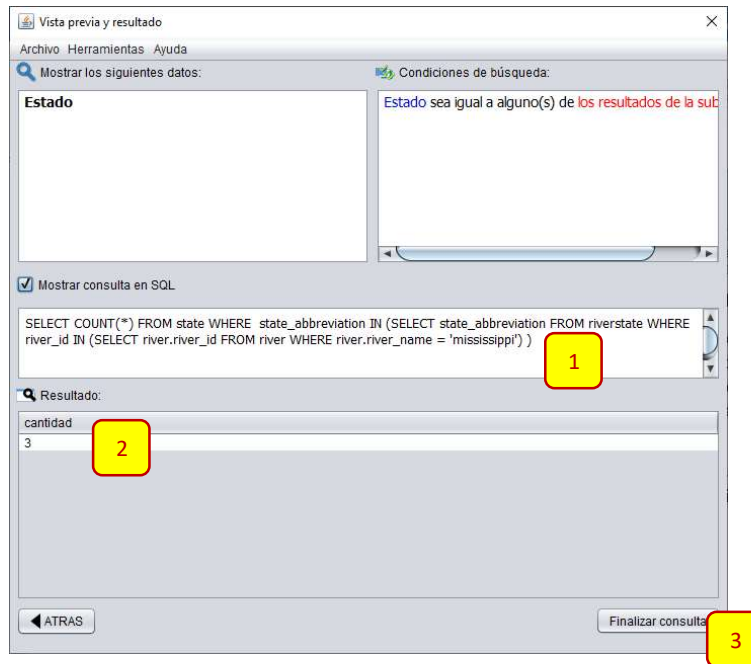 Vista previa y resultado
Archivo Herramientas Ayuda
Mostrar los siguientes datos:
Condiciones de búsqueda:
Estado
Estado sea igual a alguno(s) de los resultados de la sub
Mostrar consulta en SQL
SELECT COUNT(*) FROM state WHERE state_abbreviation IN (SELECT state_abbreviation FROM riverstate WHERE
river_id IN (SELECT river.river_id FROM river WHERE river.river_name = 'mississippi') )
1
Resultado:
cantidad
3
2
ATRAS
Finalizar consulta
3